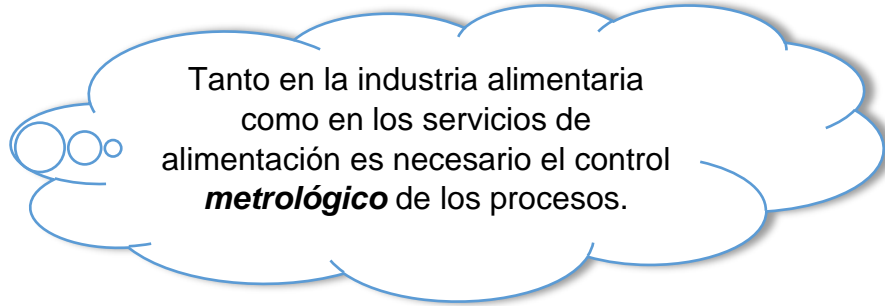 Tanto en la industria alimentaria
como en los servicios de
alimentación es necesario el control
metrológico de los procesos.